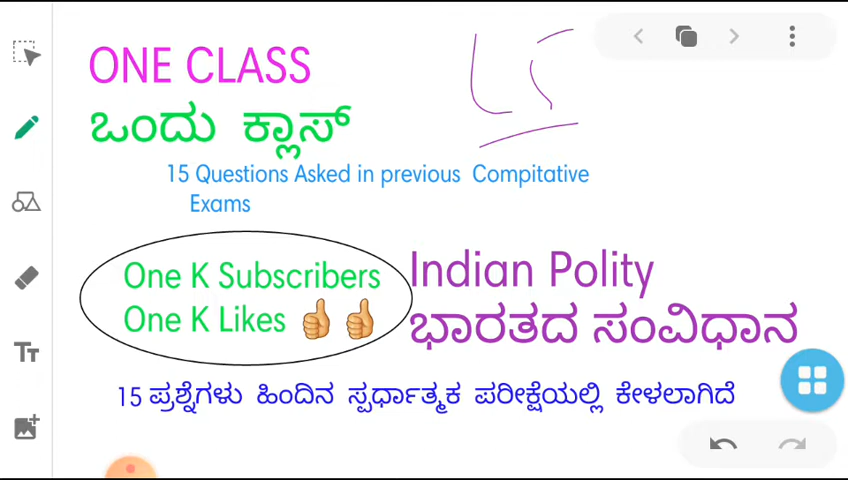 ONE CLASS
ಒಂದು ಕ್ಲಾಸ್
15 Questions Asked in previous Compitative
Exams
One K Subscribers
One K Likes 👍👍
Indian Polity
ಭಾರತದ ಸಂವಿಧಾನ
15 ಪ್ರಶ್ನೆಗಳು ಹಿಂದಿನ ಸ್ಪರ್ಧಾತ್ಮಕ ಪರೀಕ್ಷೆಯಲ್ಲಿ ಕೇಳಲಾಗಿದೆ
Tт